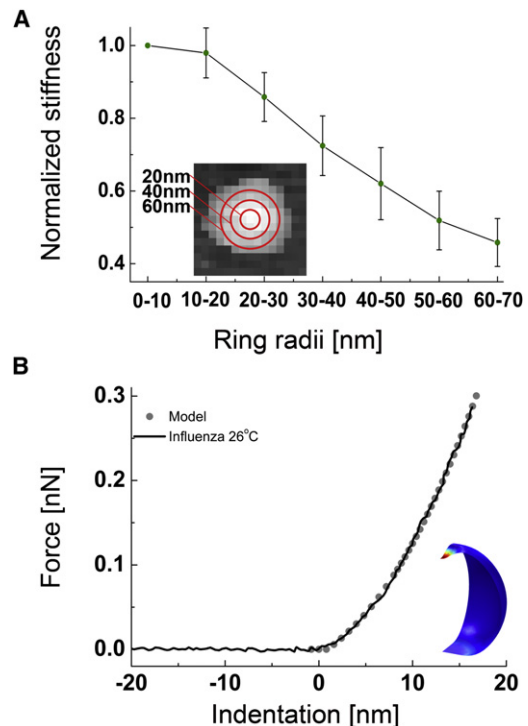 A
Normalized stiffness
1.0
0.8
0.6
0.4
20nm
40nm
60nm
0-10 10-20 20-30 30-40 40-50 50-60 60-70
Ring radii [nm]
B
Force [nN]
0.3
0.2
0.1
0.0
Model
Influenza 26°C
-20 -10 0 10 20
Indentation [nm]